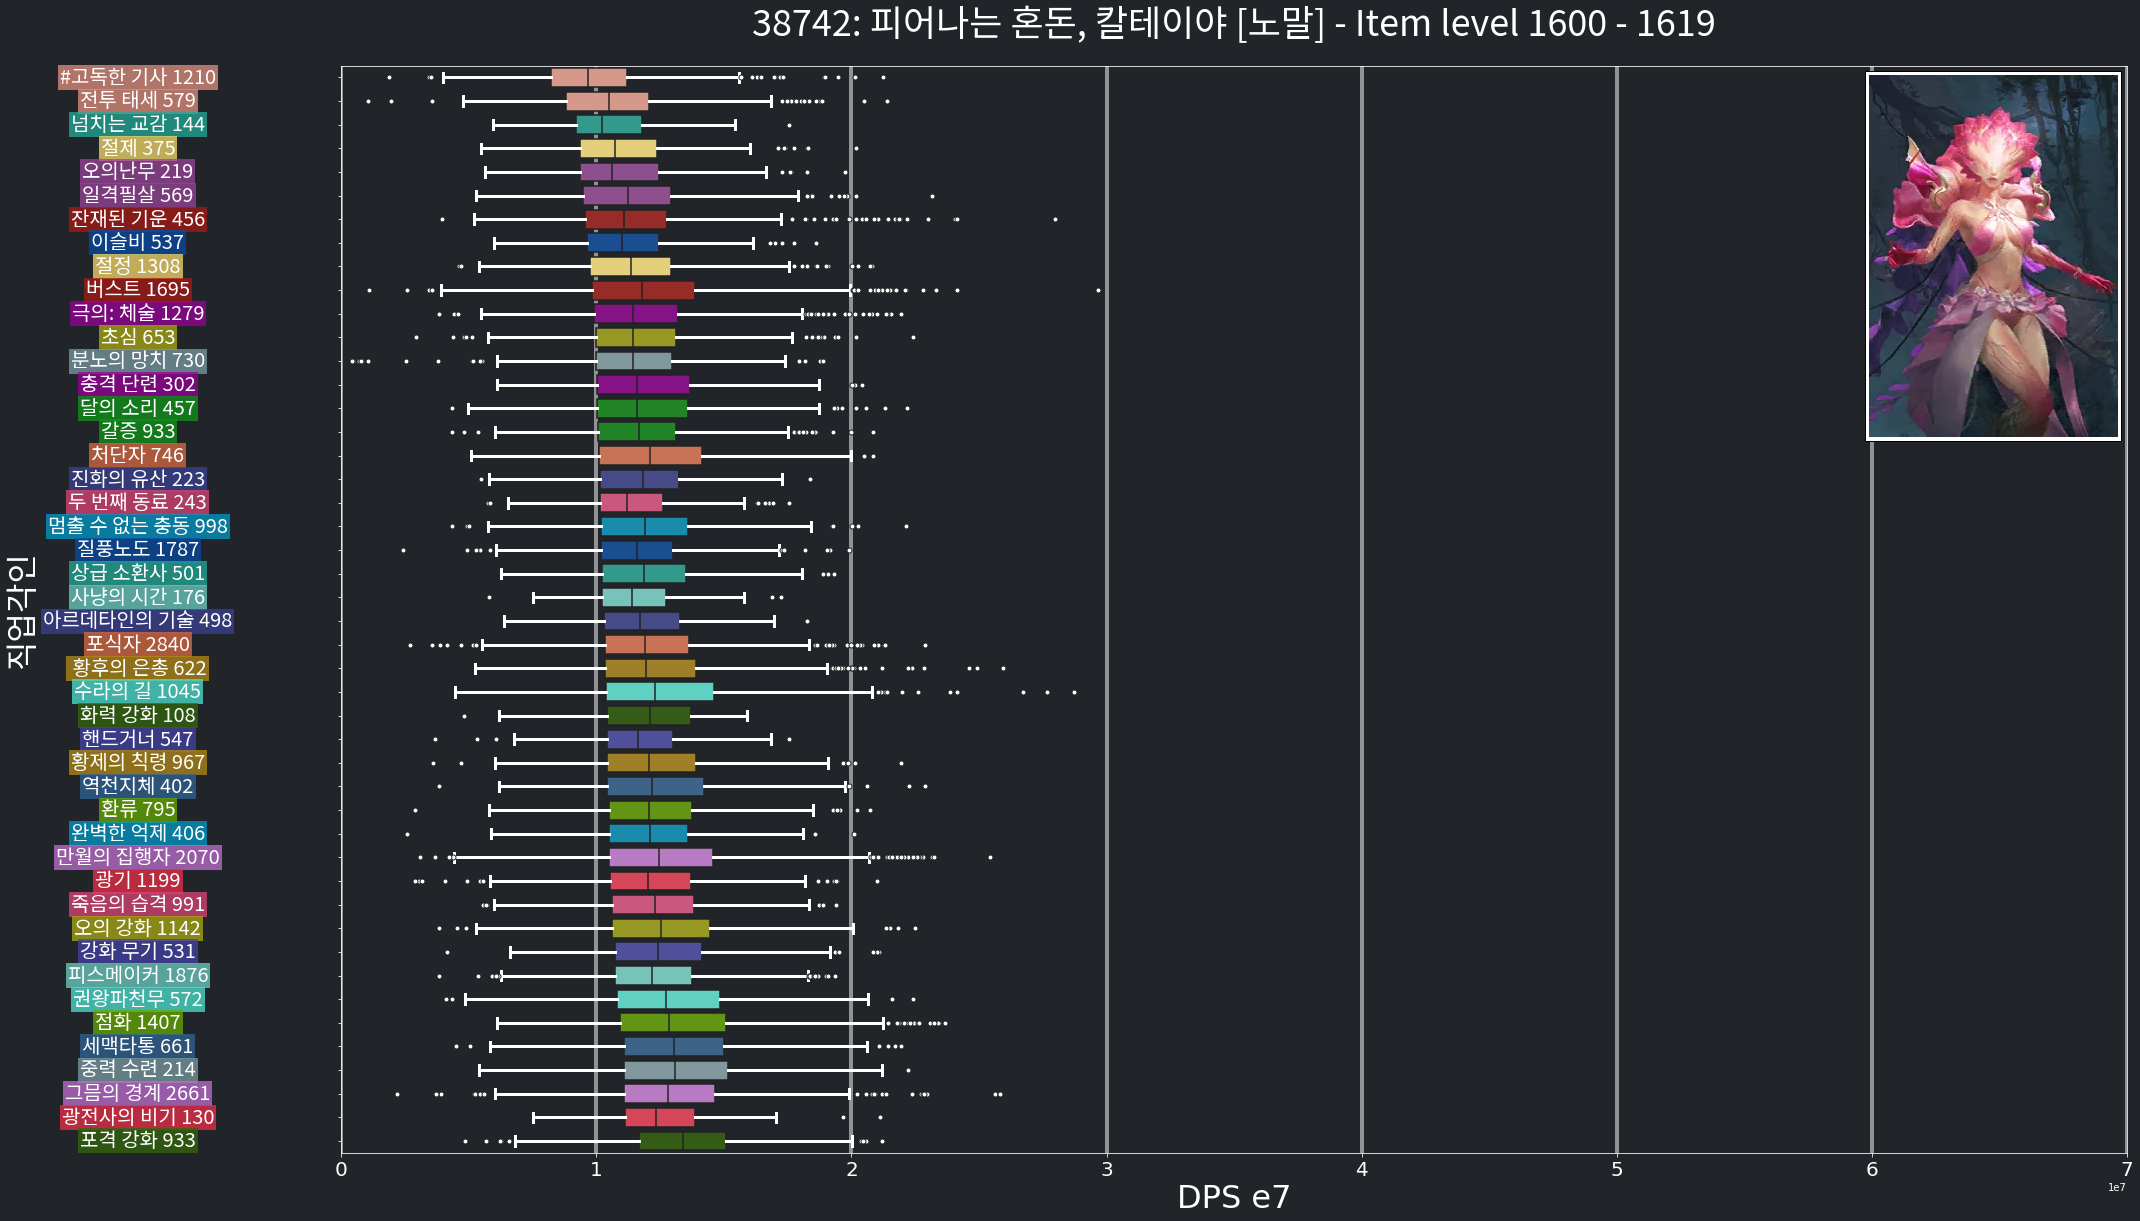 38742: 피어나는 혼돈, 칼테이야 [노말] - Item level 1600 - 1619
#고독한 기사 1210
전투 태세 579
넘치는 교감 144
절제 375
오의난무 219
일격필살 569
잔재된 기운 456
이슬비 537
절정 1308
버스트 1695
극의: 체술 1279
초심 653
분노의 망치 730
충격 단련 302
달의 소리 457
갈증 933
처단자 746
진화의 유산 223
두 번째 동료 243
멈출 수 없는 충동 998
질풍노도 1787
상급 소환사 501
사냥의 시간 176
아르데타인의 기술 498
포식자 2840
황후의 은총 622
수라의 길 1045
화력 강화 108
핸드거너 547
황제의 칙령 967
역천지체 402
환류 795
완벽한 억제 406
만월의 집행자 2070
광기 1199
죽음의 습격 991
오의 강화 1142
강화 무기 531
피스메이커 1876
권왕파천무 572
점화 1407
세맥타통 661
중력 수련 214
그믐의 경계 2661
광전사의 비기 130
포격 강화 933
직업각인
0 1 2 3 4 5 6 7
1e7
DPS e7